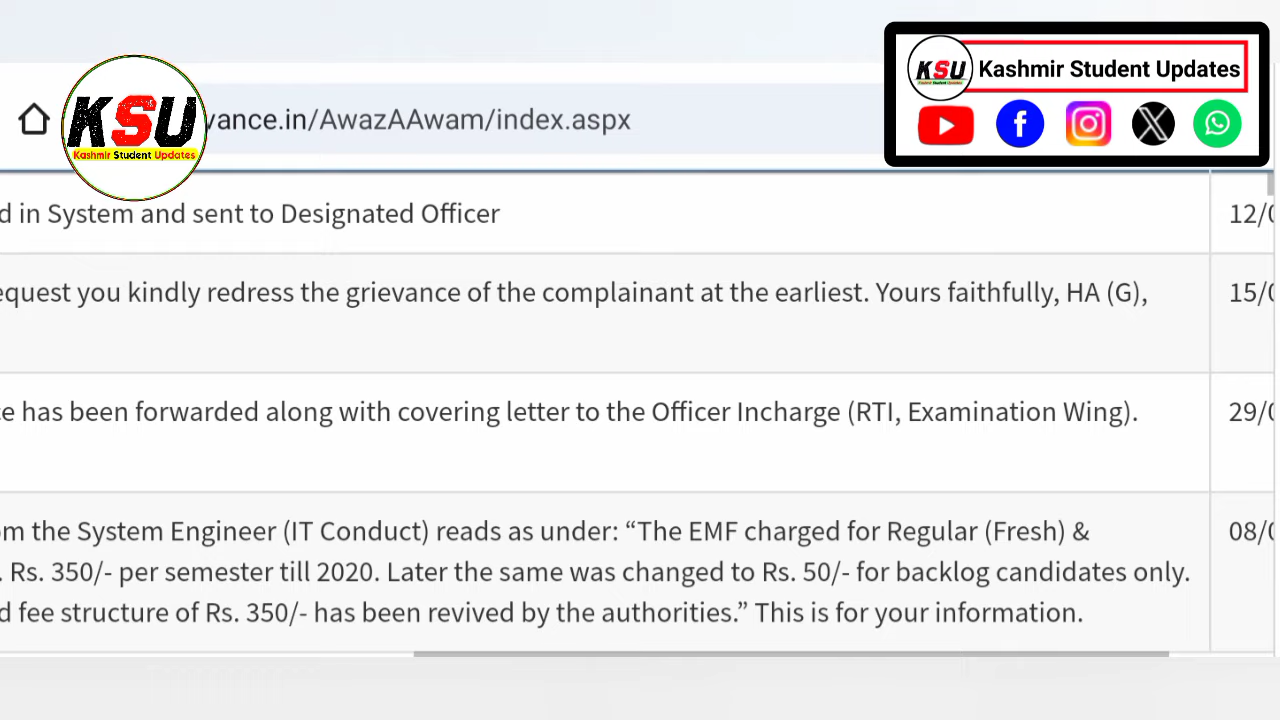 KSU
Kashmir Student Updates
KSU
Kashmir Student Updates
Kashmir Student Updates
vance.in/AwazAAwam/index.aspx
d in System and sent to Designated Officer
12/0
equest you kindly redress the grievance of the complainant at the earliest. Yours faithfully, HA (G),
15/0
e has been forwarded along with covering letter to the Officer Incharge (RTI, Examination Wing).
29/0
om the System Engineer (IT Conduct) reads as under: “The EMF charged for Regular (Fresh) &
08/0
. Rs. 350/- per semester till 2020. Later the same was changed to Rs. 50/- for backlog candidates only.
d fee structure of Rs. 350/- has been revived by the authorities.” This is for your information.